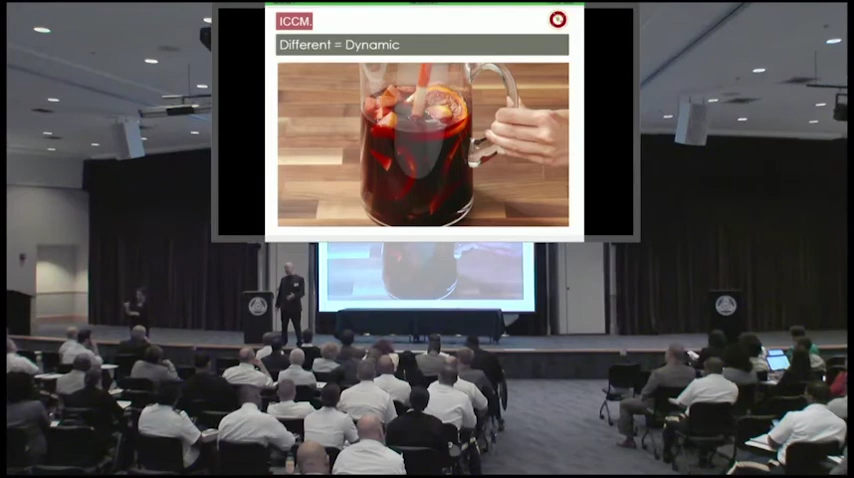 ICCM.
Different = Dynamic